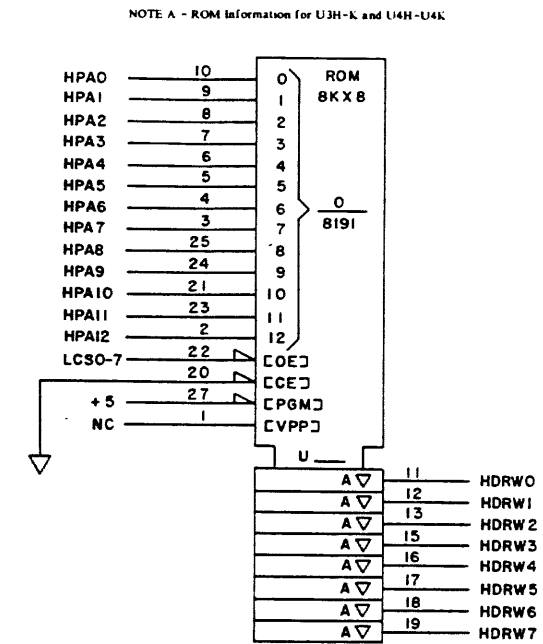 NOTE A - ROM Information for U3H-K and U4H-U4K
HPA0 10 0 ROM
HPA1 9 1 8KX8
HPA2 8 2
HPA3 7 3
HPA4 6 4
HPA5 5 5
HPA6 4 6 0
HPA7 3 7 8191
HPA8 25 8
HPA9 24 9
HPA10 21 10
HPA11 23 11
HPA12 2 12
LCS0-7 22 [OE]
20 [CE]
+5 27 [PGM]
NC 1 [VPP]
U ___
A ▽ 11 HDRW0
A ▽ 12 HDRW1
A ▽ 13 HDRW2
A ▽ 15 HDRW3
A ▽ 16 HDRW4
A ▽ 17 HDRW5
A ▽ 18 HDRW6
A ▽ 19 HDRW7